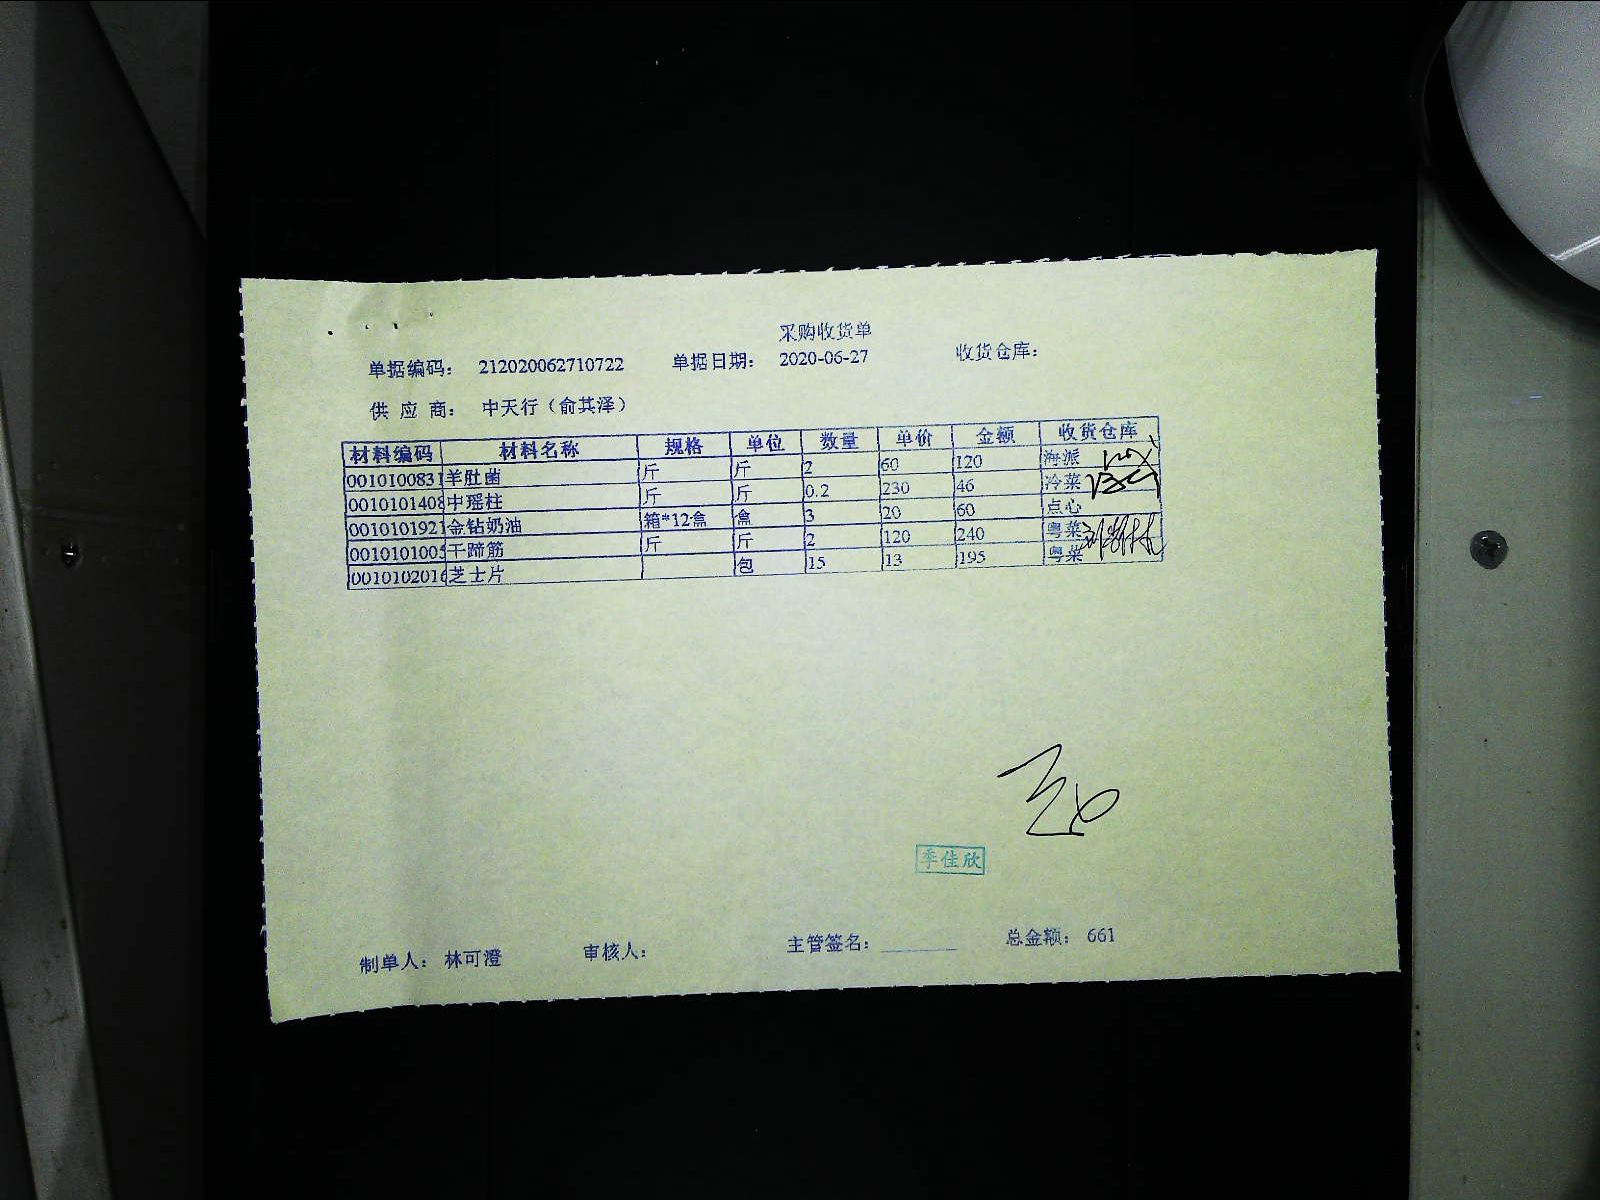 采购收货单
单据编码： 212020062710722 单据日期： 2020-06-27 收货仓库：
供 应 商： 中天行（俞其泽）
材料编码 材料名称 规格 单位 数量 单价 金额 收货仓库
0010100831 羊肚菌 斤 斤 2 60 120 海派
0010101408 中瑶柱 斤 斤 0.2 230 46 冷菜
0010101921 金钻奶油 箱*12盒 盒 3 20 60 点心
0010101005 干蹄筋 斤 斤 2 120 240 粤菜
0010102016 芝士片 包 15 13 195 粤菜
季佳欣
制单人： 林可澄 审核人： 主管签名： 总金额： 661